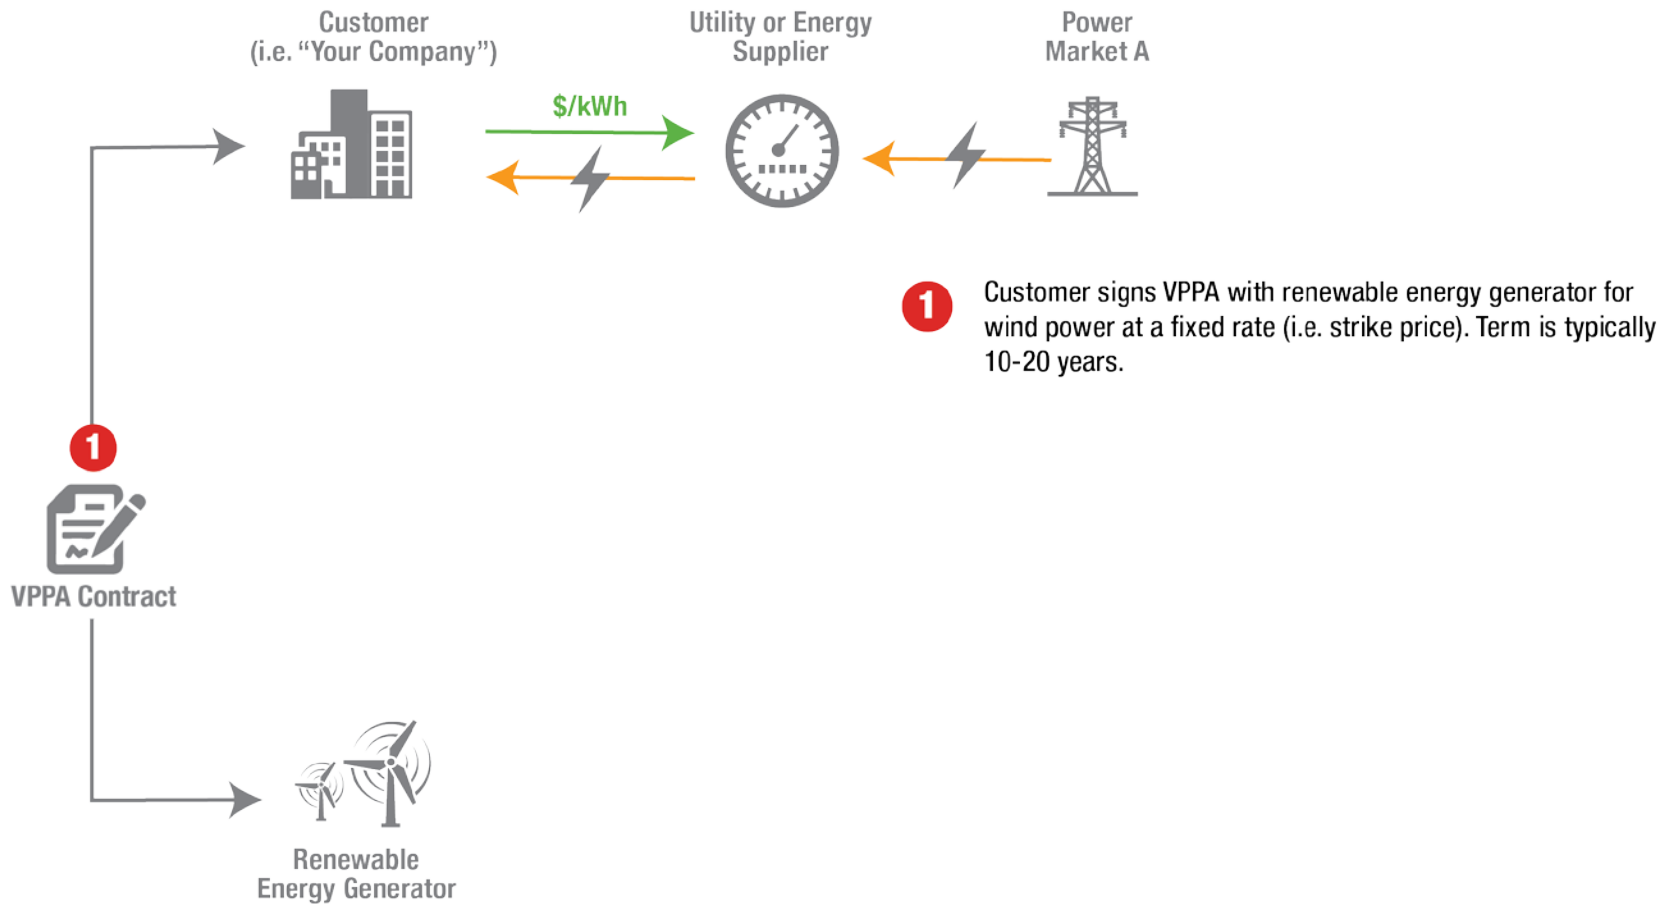 Customer
(i.e. “Your Company”)
Utility or Energy
Supplier
Power
Market A
$/kWh
1
Customer signs VPPA with renewable energy generator for
wind power at a fixed rate (i.e. strike price). Term is typically
10-20 years.
1
VPPA Contract
Renewable
Energy Generator